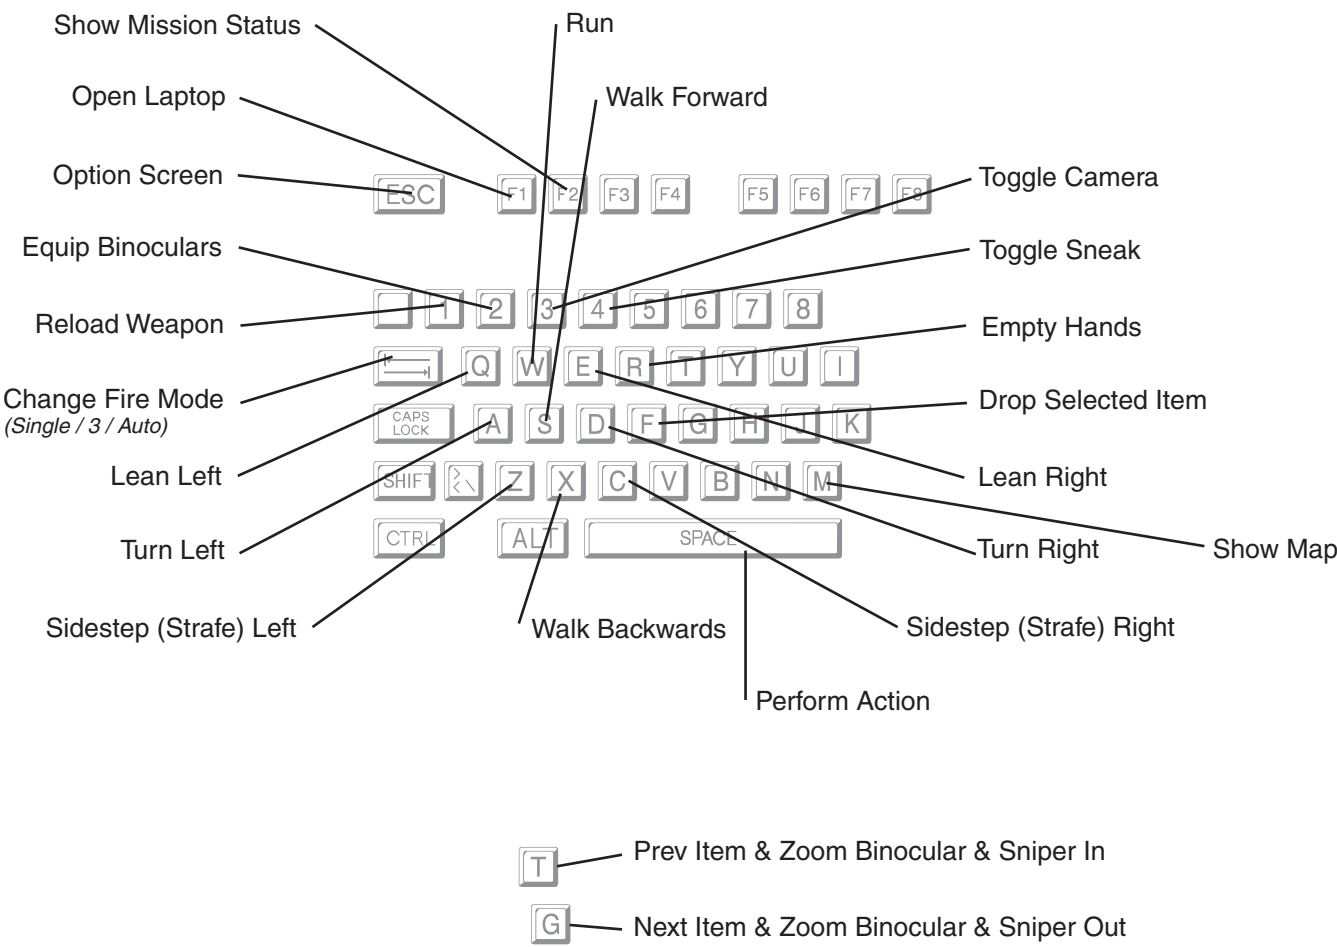 Show Mission Status
Run
Open Laptop
Walk Forward
Option Screen
Toggle Camera
ESC F1 F2 F3 F4 F5 F6 F7 F8
Equip Binoculars
Toggle Sneak
1 2 3 4 5 6 7 8
Reload Weapon
Empty Hands
Q W E R T Y U I
Change Fire Mode
(Single / 3 / Auto)
Drop Selected Item
CAPS
LOCK
A S D F G H J K
Lean Left
Lean Right
SHIFT Z X C V B N M
Turn Left
CTRL ALT SPACE
Turn Right
Show Map
Sidestep (Strafe) Left
Walk Backwards
Sidestep (Strafe) Right
Perform Action
T Prev Item & Zoom Binocular & Sniper In
G Next Item & Zoom Binocular & Sniper Out